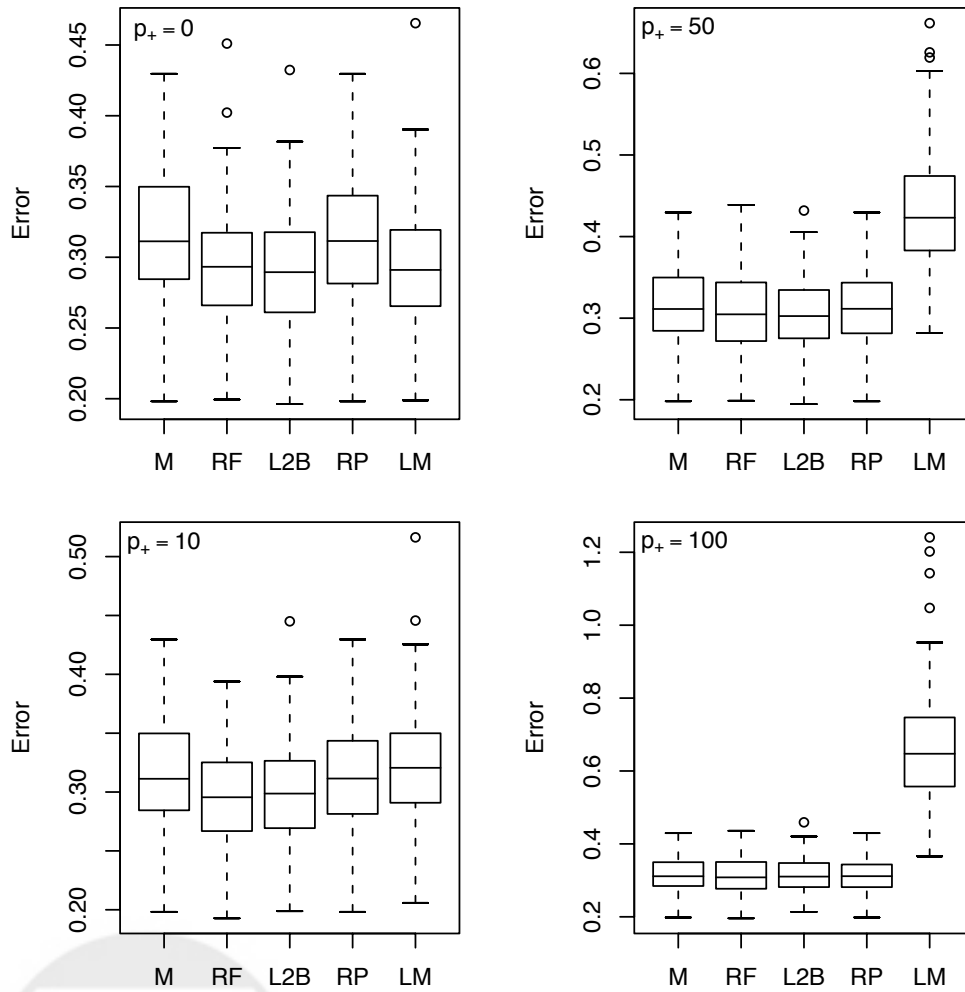 p+ = 0
Error
0.45
0.40
0.35
0.30
0.25
0.20
M RF L2B RP LM
p+ = 50
Error
0.6
0.5
0.4
0.3
0.2
M RF L2B RP LM
p+ = 10
Error
0.50
0.40
0.30
0.20
M RF L2B RP LM
p+ = 100
Error
1.2
1.0
0.8
0.6
0.4
0.2
M RF L2B RP LM